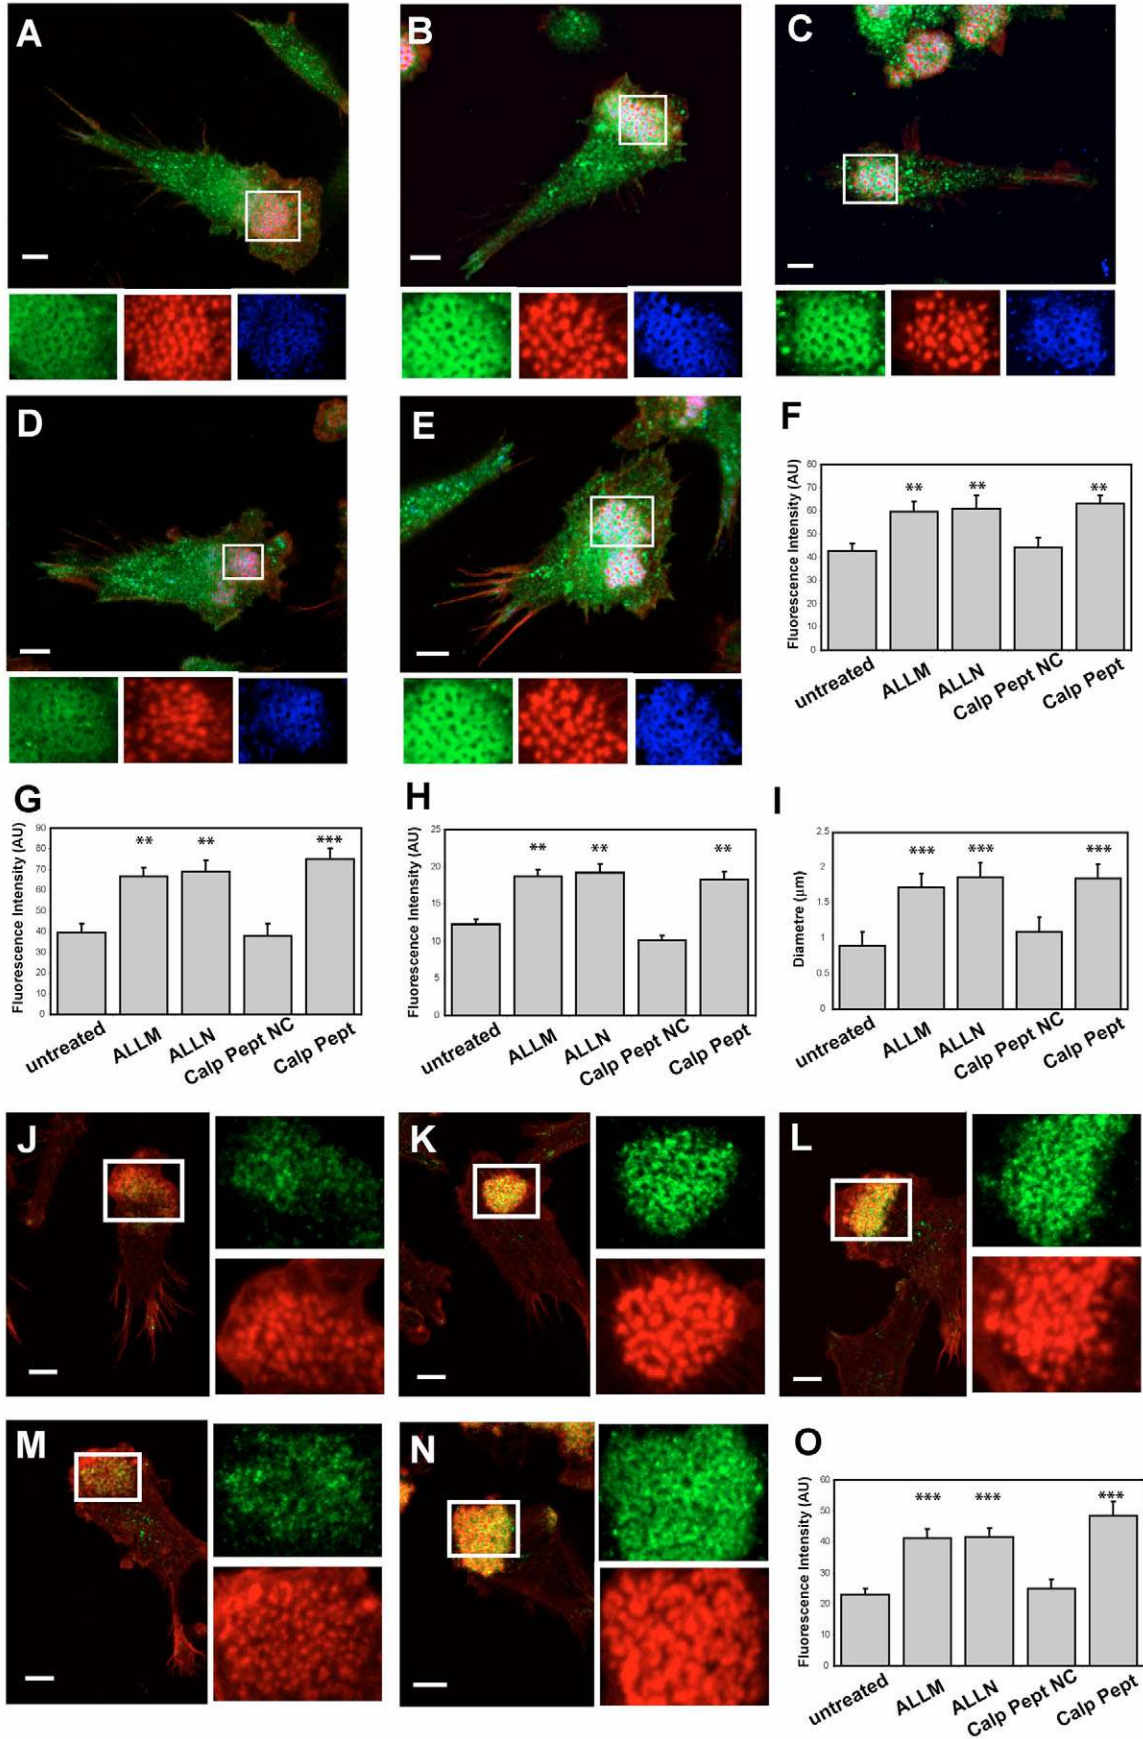 A
B
C
D
E
F
Fluorescence Intensity (AU)
80
70
60
50
40
30
20
10
0
** ** **
untreated
ALLM
ALLN
Calp Pept NC
Calp Pept
G
Fluorescence Intensity (AU)
90
80
70
60
50
40
30
20
10
0
** ** ***
untreated
ALLM
ALLN
Calp Pept NC
Calp Pept
H
Fluorescence Intensity (AU)
25
20
15
10
5
0
** ** **
untreated
ALLM
ALLN
Calp Pept NC
Calp Pept
I
Diametre (μm)
2.5
2
1.5
1
0.5
0
*** *** ***
untreated
ALLM
ALLN
Calp Pept NC
Calp Pept
J
K
L
M
N
O
Fluorescence Intensity (AU)
60
50
40
30
20
10
0
*** *** ***
untreated
ALLM
ALLN
Calp Pept NC
Calp Pept